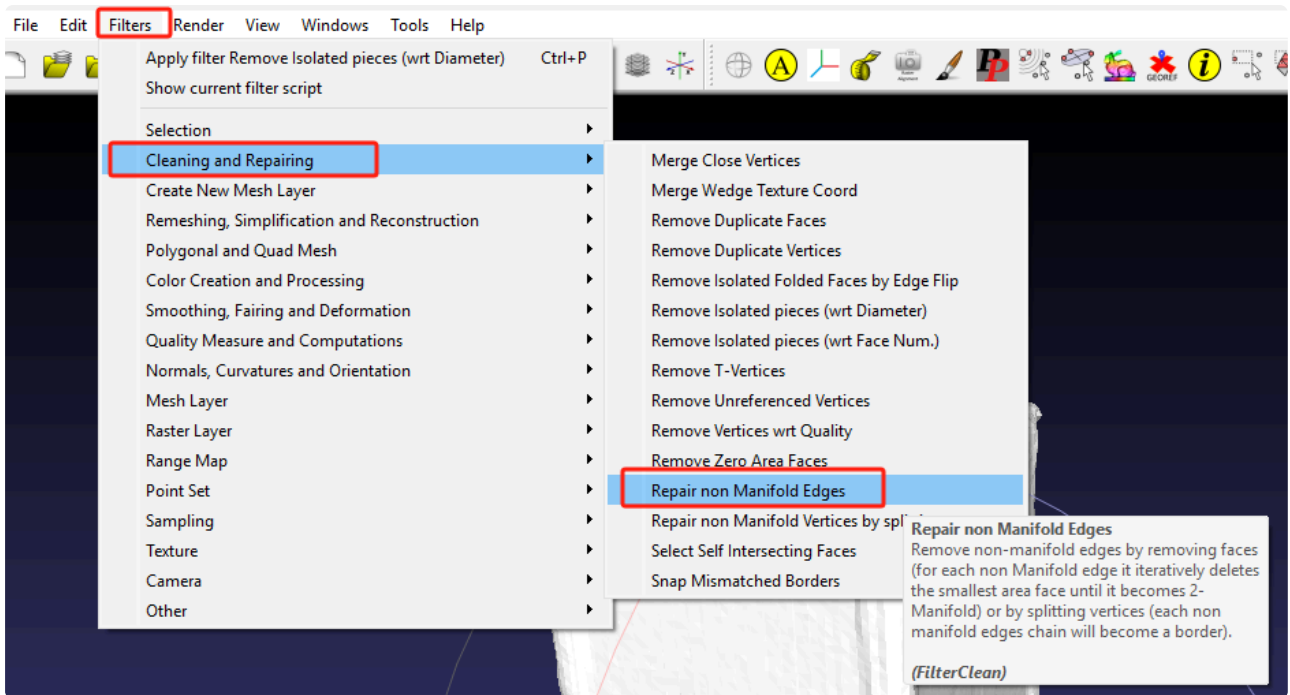 File Edit Filters Render View Windows Tools Help
Apply filter Remove Isolated pieces (wrt Diameter) Ctrl+P
Show current filter script
A
GEOREF
i
Selection
Cleaning and Repairing
Create New Mesh Layer
Remeshing, Simplification and Reconstruction
Polygonal and Quad Mesh
Color Creation and Processing
Smoothing, Fairing and Deformation
Quality Measure and Computations
Normals, Curvatures and Orientation
Mesh Layer
Raster Layer
Range Map
Point Set
Sampling
Texture
Camera
Other
Merge Close Vertices
Merge Wedge Texture Coord
Remove Duplicate Faces
Remove Duplicate Vertices
Remove Isolated Folded Faces by Edge Flip
Remove Isolated pieces (wrt Diameter)
Remove Isolated pieces (wrt Face Num.)
Remove T-Vertices
Remove Unreferenced Vertices
Remove Vertices wrt Quality
Remove Zero Area Faces
Repair non Manifold Edges
Repair non Manifold Vertices by
Select Self Intersecting Faces
Snap Mismatched Borders
Repair non Manifold Edges
Remove non-manifold edges by removing faces
(for each non Manifold edge it iteratively deletes
the smallest area face until it becomes 2-
Manifold) or by splitting vertices (each non
manifold edges chain will become a border).
(FilterClean)